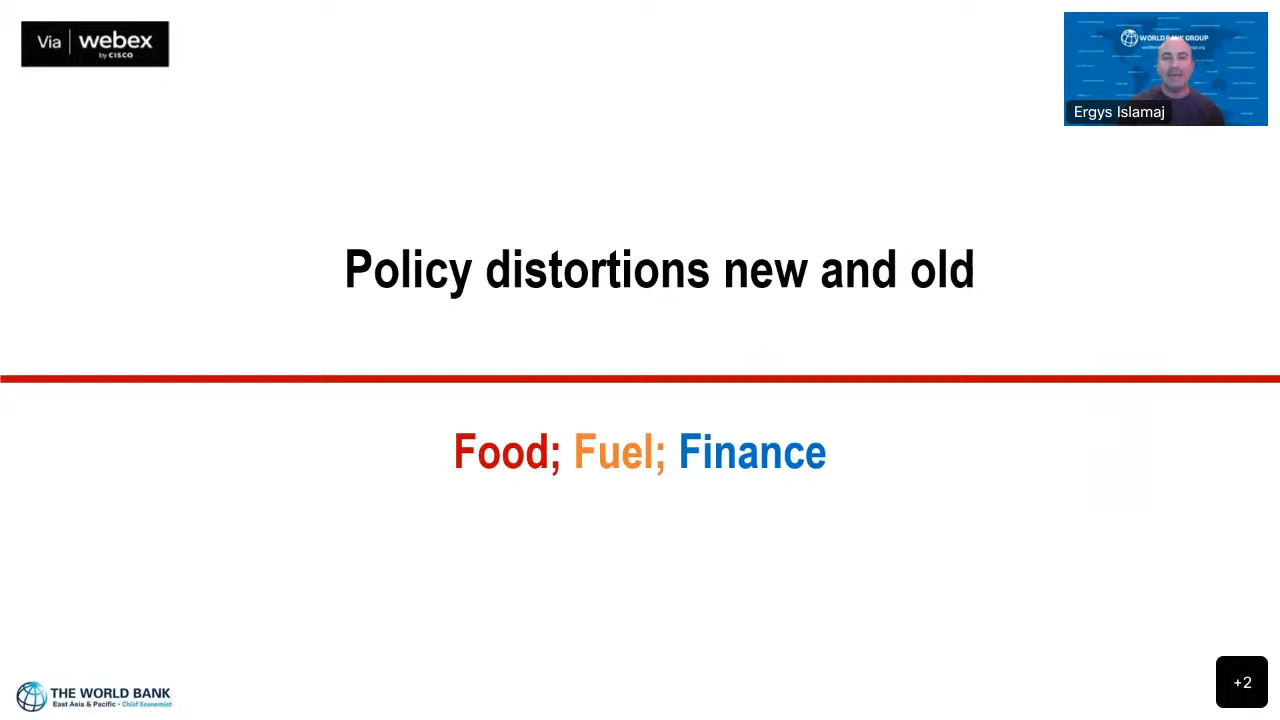 Via webex
by CISCO
WORLD BANK GROUP
Ergys Islamaj
Policy distortions new and old
Food; Fuel; Finance
THE WORLD BANK
East Asia & Pacific • Chief Economist
+2